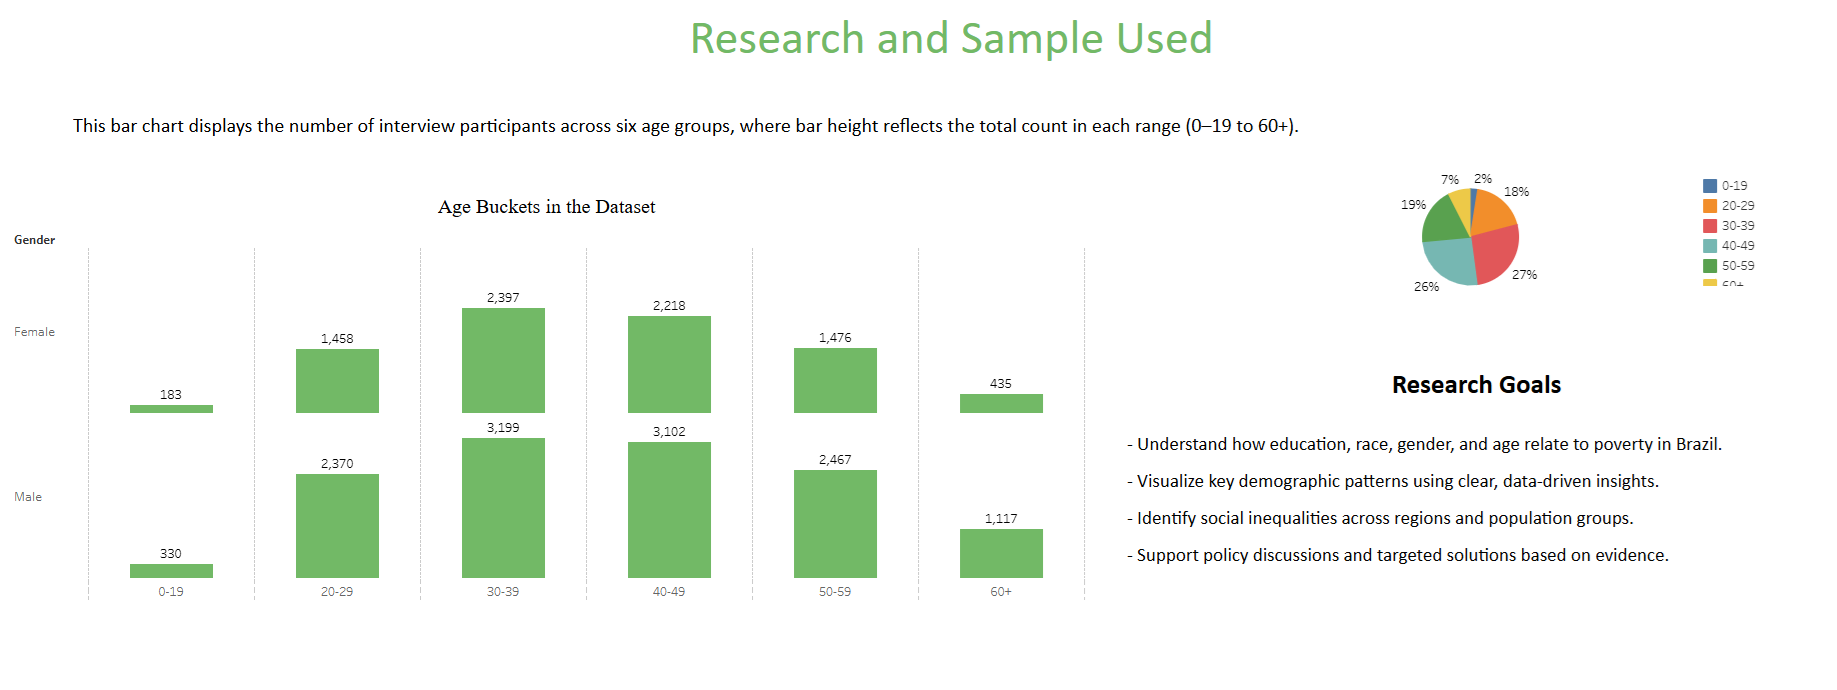 Research and Sample Used
This bar chart displays the number of interview participants across six age groups, where bar height reflects the total count in each range (0–19 to 60+).
Age Buckets in the Dataset
Gender
Female
183
1,458
2,397
2,218
1,476
435
Male
330
2,370
3,199
3,102
2,467
1,117
0-19
20-29
30-39
40-49
50-59
60+
7%
2%
18%
19%
27%
26%
0-19
20-29
30-39
40-49
50-59
60+
Research Goals
- Understand how education, race, gender, and age relate to poverty in Brazil.
- Visualize key demographic patterns using clear, data-driven insights.
- Identify social inequalities across regions and population groups.
- Support policy discussions and targeted solutions based on evidence.